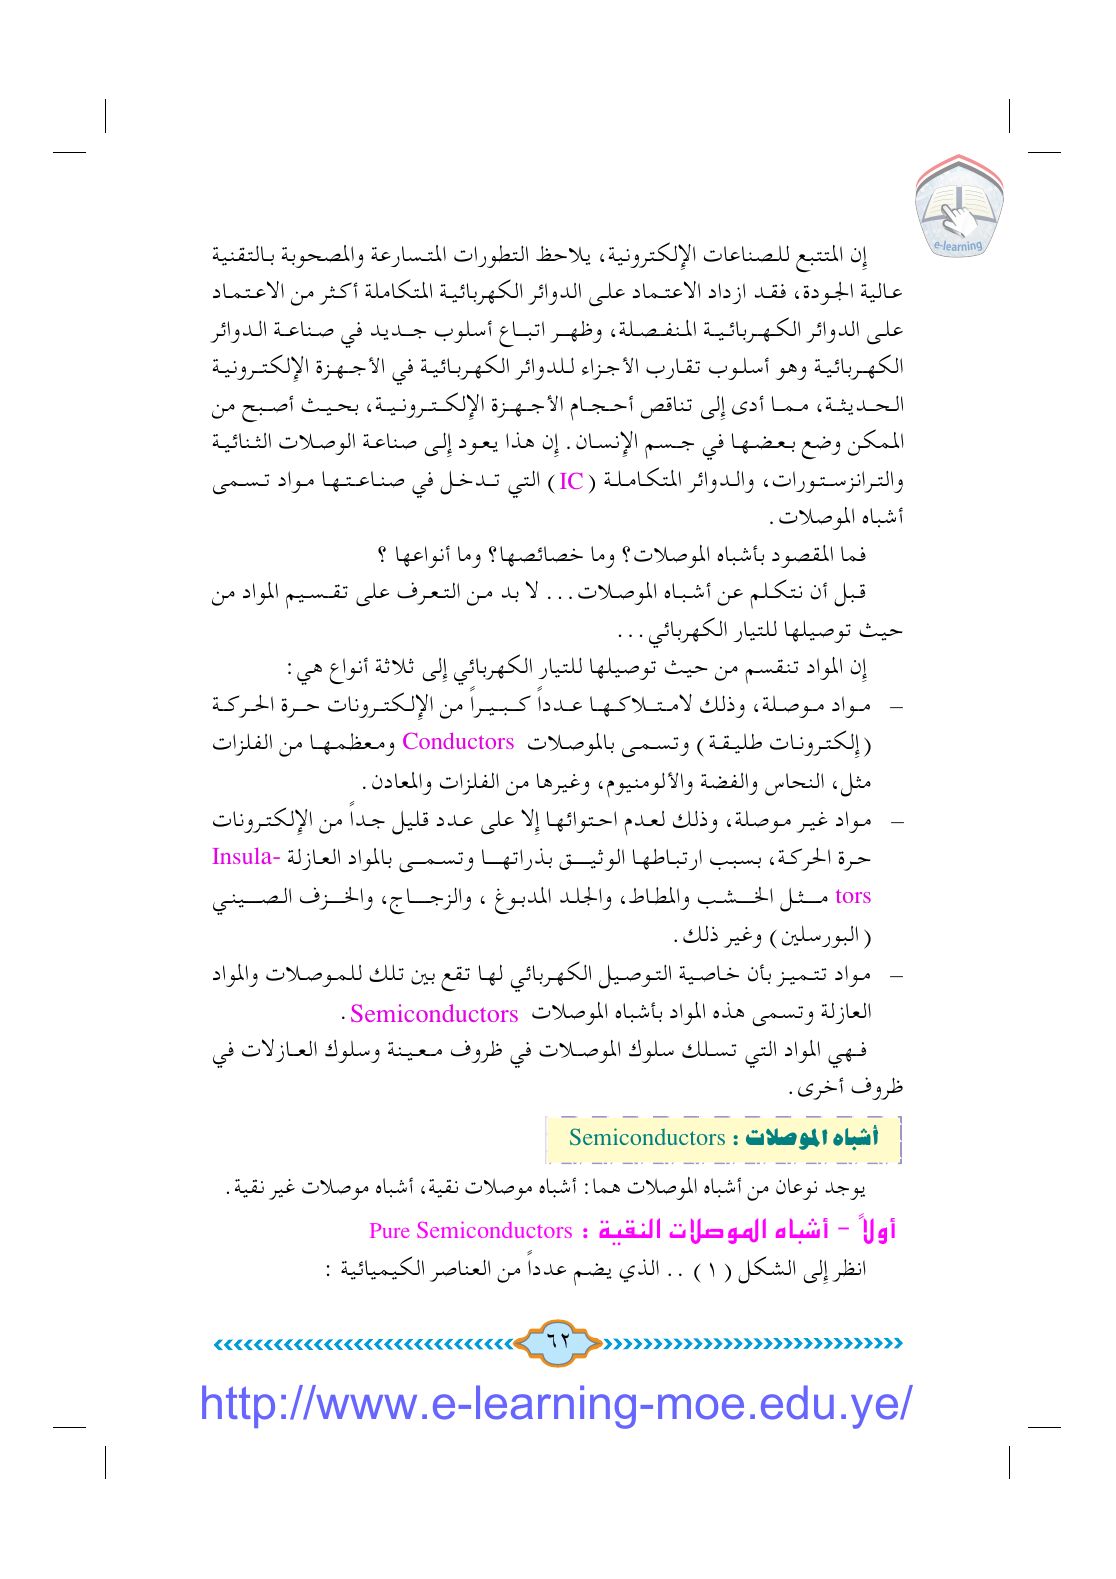 e-learning
إن المتتبع للصناعات الإلكترونية، يلاحظ التطورات المتسارعة والمصحوبة بالتقنية
عالية الجودة، فقد ازداد الاعتماد على الدوائر الكهربائية المتكاملة أكثر من الاعتماد
على الدوائر الكهربائية المنفصلة، وظهر اتباع أسلوب جديد في صناعة الدوائر
الكهربائية وهو أسلوب تقارب الأجزاء للدوائر الكهربائية في الأجهزة الإلكترونية
الحديثة، مما أدى إلى تناقص أحجام الأجهزة الإلكترونية، بحيث أصبح من
الممكن وضع بعضها في جسم الإنسان. إن هذا يعود إلى صناعة الوصلات الثنائية
والترانزستورات، والدوائر المتكاملة (IC) التي تدخل في صناعتها مواد تسمى
أشباه الموصلات.
فما المقصود بأشباه الموصلات؟ وما خصائصها؟ وما أنواعها ؟
قبل أن نتكلم عن أشباه الموصلات... لا بد من التعرف على تقسيم المواد من
حيث توصيلها للتيار الكهربائي...
إن المواد تنقسم من حيث توصيلها للتيار الكهربائي إلى ثلاثة أنواع هي:
– مواد موصلة، وذلك لامتلاكها عدداً كبيراً من الإلكترونات حرة الحركة
(إلكترونات طليقة) وتسمى بالموصلات Conductors ومعظمها من الفلزات
مثل، النحاس والفضة والألومنيوم، وغيرها من الفلزات والمعادن.
– مواد غير موصلة، وذلك لعدم احتوائها إلا على عدد قليل جداً من الإلكترونات
حرة الحركة، بسبب ارتباطها الوثيق بذراتها وتسمى بالمواد العازلة Insula-
tors مثل الخشب والمطاط، والجلد المدبوغ ، والزجاج، والخزف الصيني
(البورسلين) وغير ذلك.
– مواد تتميز بأن خاصية التوصيل الكهربائي لها تقع بين تلك للموصلات والمواد
العازلة وتسمى هذه المواد بأشباه الموصلات Semiconductors .
فهي المواد التي تسلك سلوك الموصلات في ظروف معينة وسلوك العازلات في
ظروف أخرى.
أشباه الموصلات : Semiconductors
يوجد نوعان من أشباه الموصلات هما: أشباه موصلات نقية، أشباه موصلات غير نقية.
أولاً – أشباه الموصلات النقية : Pure Semiconductors
انظر إلى الشكل (١) .. الذي يضم عدداً من العناصر الكيميائية :
٦٢
http://www.e-learning-moe.edu.ye/